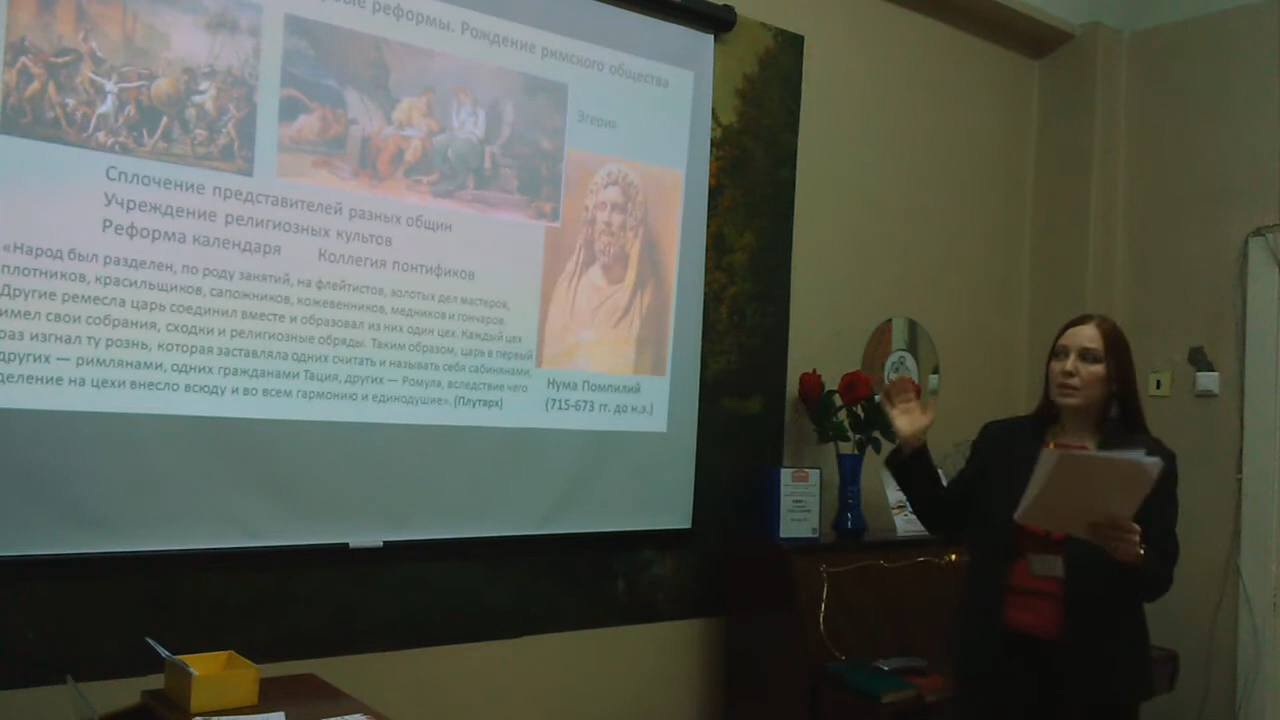 реформы. Рождение римского общества
Эгерия
Сплочение представителей разных общин
Учреждение религиозных культов
Реформа календаря Коллегия понтификов
«Народ был разделен, по роду занятий, на флейтистов, золотых дел мастеров,
плотников, красильщиков, сапожников, кожевенников, медников и гончаров.
Другие ремесла царь соединил вместе и образовал из них один цех. Каждый цех
имел свои собрания, сходки и религиозные обряды. Таким образом, царь в первый
раз изгнал ту рознь, которая заставляла одних считать и называть себя сабинянами,
других — римлянами, одних гражданами Тация, других — Ромула, вследствие чего
деление на цехи внесло всюду и во всем гармонию и единодушие». (Плутарх)
Нума Помпилий
(715-673 гг. до н.э.)